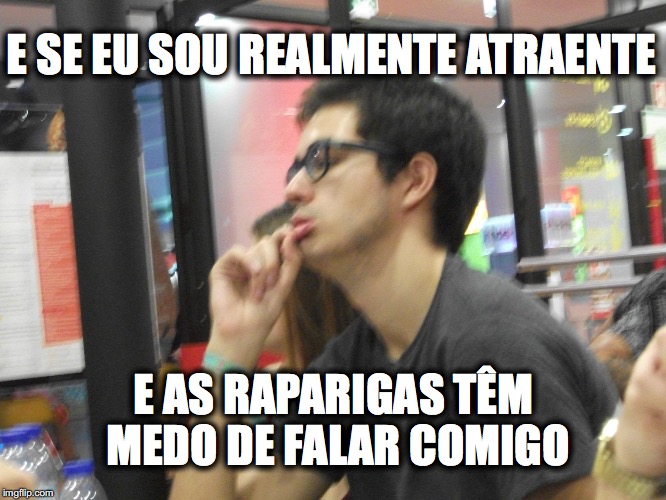 E SE EU SOU REALMENTE ATRAENTE
E AS RAPARIGAS TÊM
MEDO DE FALAR COMIGO
imgflip.com